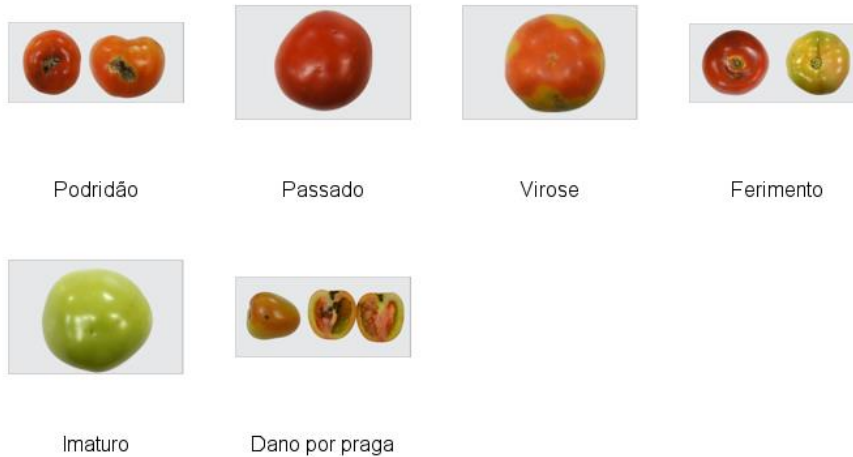 Podridão
Passado
Virose
Ferimento
Imaturo
Dano por praga